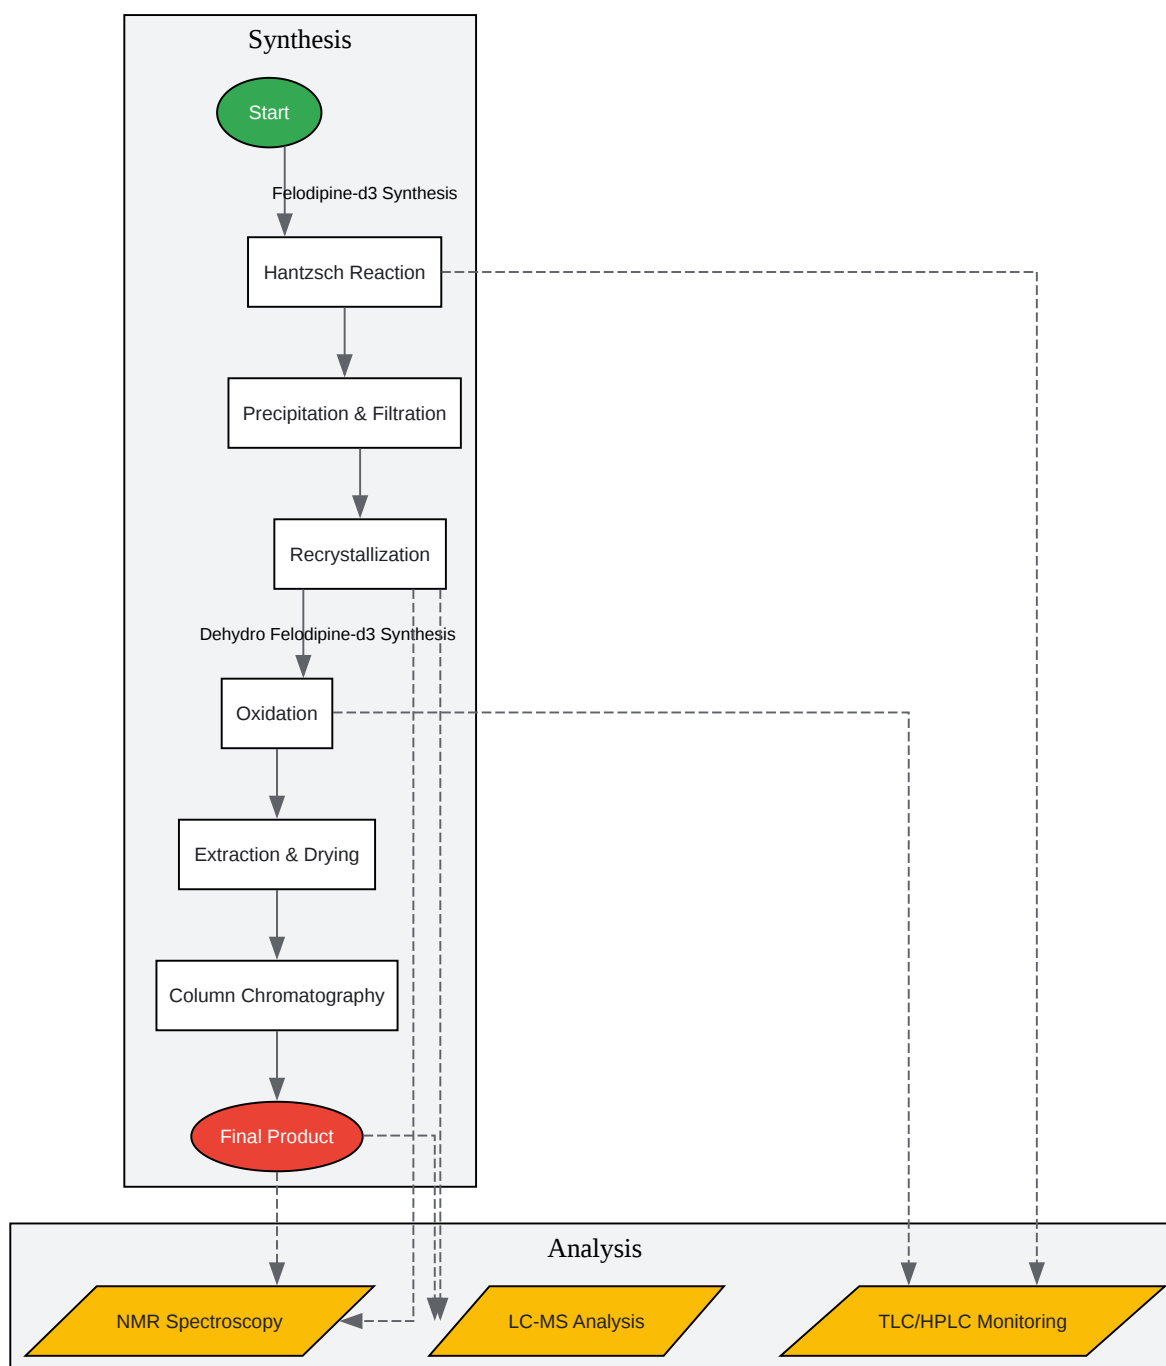 Synthesis
Start
Felodipine-d3 Synthesis
Hantzsch Reaction
Precipitation & Filtration
Recrystallization
Dehydro Felodipine-d3 Synthesis
Oxidation
Extraction & Drying
Column Chromatography
Final Product
Analysis
NMR Spectroscopy
LC-MS Analysis
TLC/HPLC Monitoring